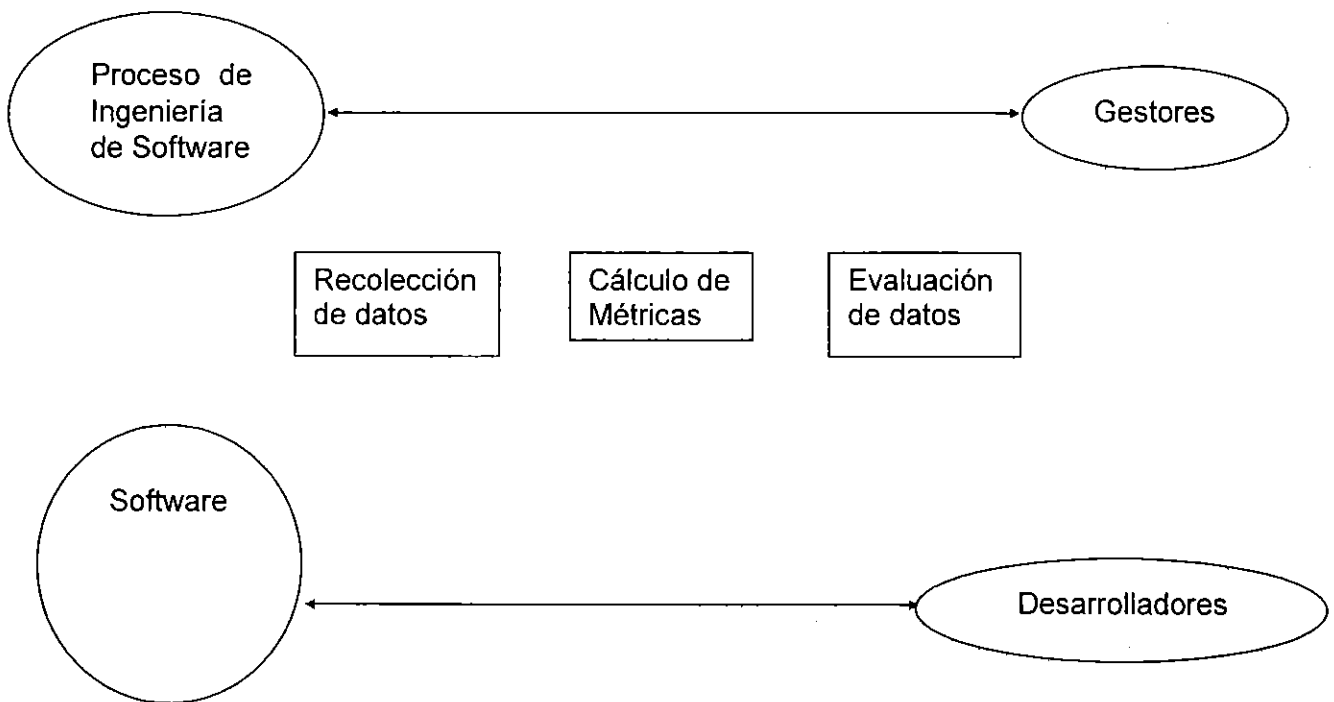 Proceso de
Ingeniería
de Software
Gestores
Recolección
de datos
Cálculo de
Métricas
Evaluación
de datos
Software
Desarrolladores